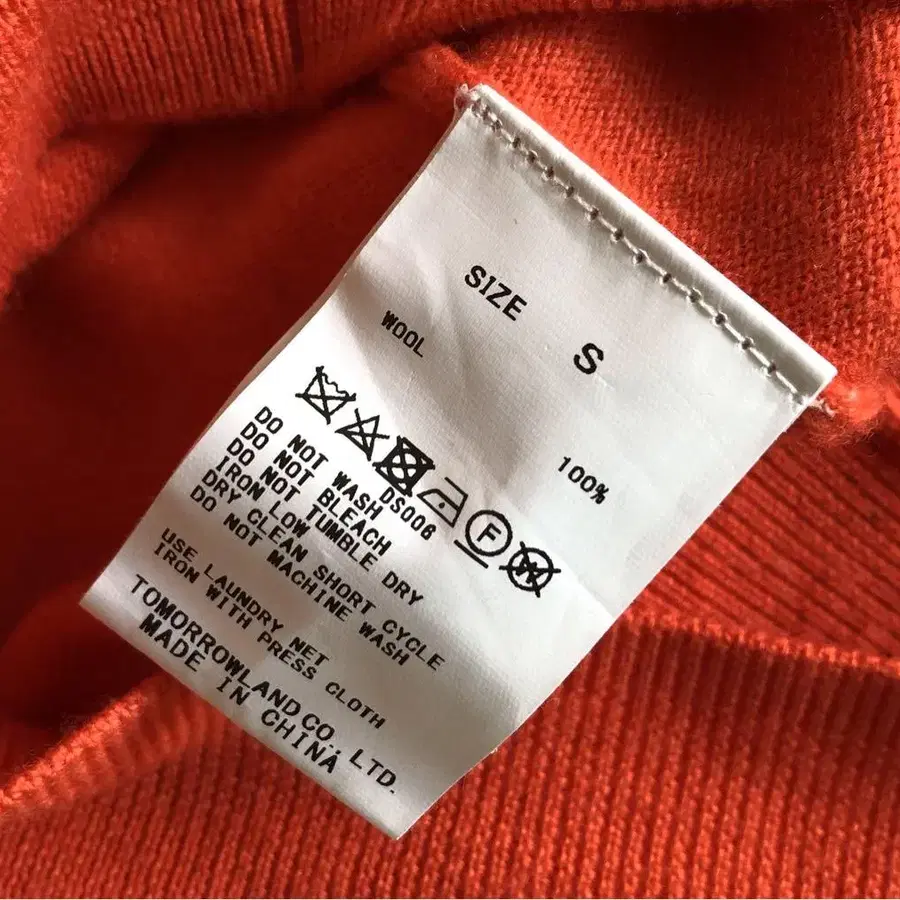 SIZE S
WOOL 100%
F
W
DS006
DO NOT WASH
DO NOT BLEACH
DO NOT TUMBLE DRY
IRON LOW
DRY CLEAN SHORT CYCLE
DO NOT MACHINE WASH
USE LAUNDRY NET
IRON WITH PRESS CLOTH
TOMORROWLAND CO., LTD.
MADE IN CHINA